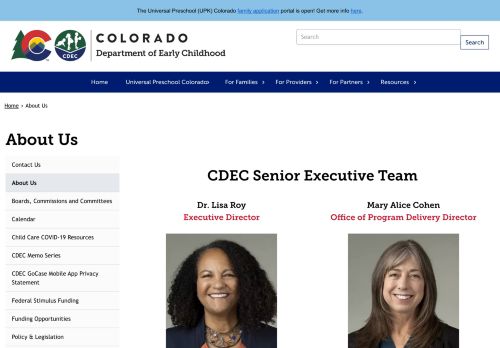 The Universal Preschool (UPK) Colorado family application portal is open! Get more info here.
COLORADO
Department of Early Childhood
CDEC
Search
Search
Home
Universal Preschool Colorado
For Families
For Providers
For Partners
Resources
Home › About Us
About Us
Contact Us
About Us
Boards, Commissions and Committees
Calendar
Child Care COVID-19 Resources
CDEC Memo Series
CDEC GoCase Mobile App Privacy
Statement
Federal Stimulus Funding
Funding Opportunities
Policy & Legislation
CDEC Senior Executive Team
Dr. Lisa Roy
Executive Director
Mary Alice Cohen
Office of Program Delivery Director